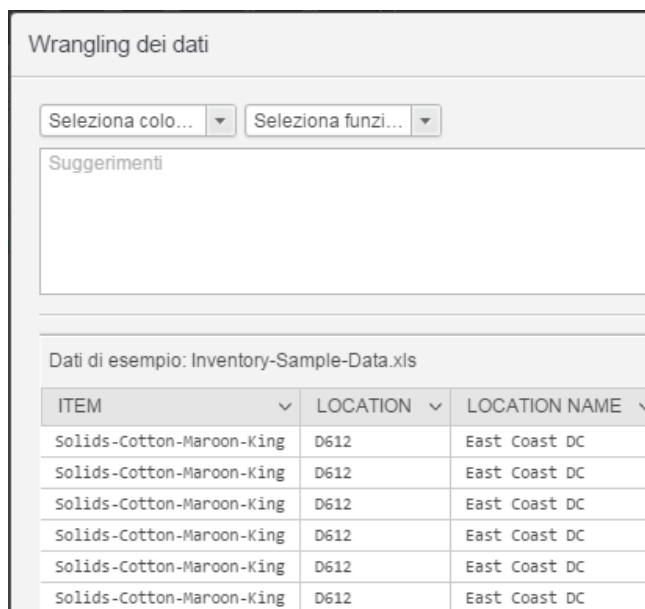 Wrangling dei dati
Seleziona colo... Seleziona funzi...
Suggerimenti
Dati di esempio: Inventory-Sample-Data.xls
ITEM LOCATION LOCATION NAME
Solids-Cotton-Maroon-King D612 East Coast DC
Solids-Cotton-Maroon-King D612 East Coast DC
Solids-Cotton-Maroon-King D612 East Coast DC
Solids-Cotton-Maroon-King D612 East Coast DC
Solids-Cotton-Maroon-King D612 East Coast DC
Solids-Cotton-Maroon-King D612 East Coast DC